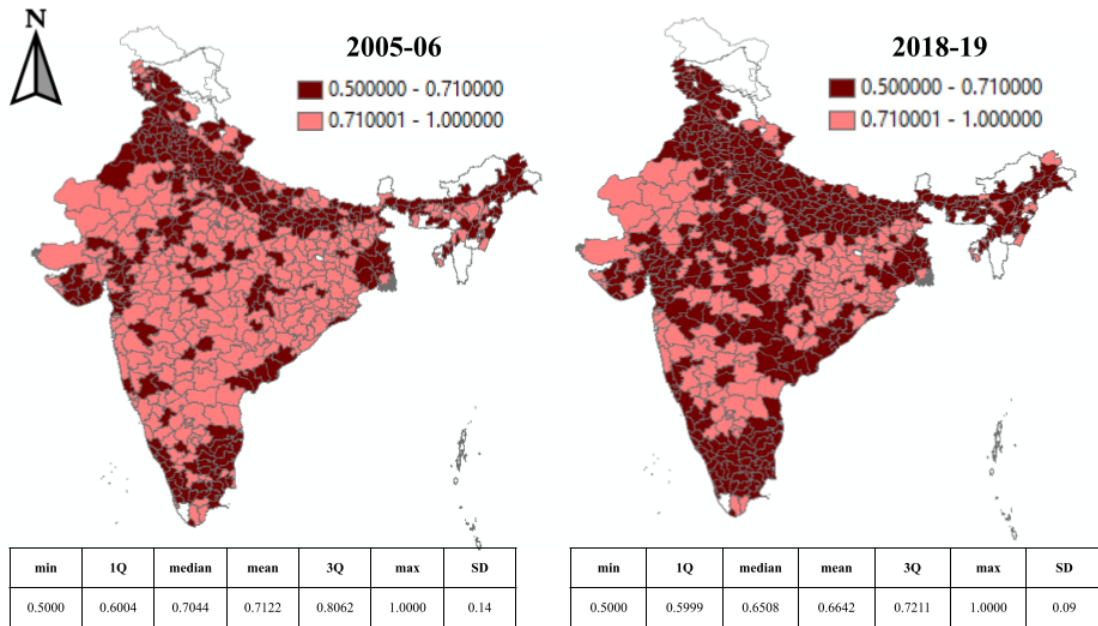 N
2005-06
0.500000 - 0.710000
0.710001 - 1.000000
2018-19
0.500000 - 0.710000
0.710001 - 1.000000
min 1Q median mean 3Q max SD
0.5000 0.6004 0.7044 0.7122 0.8062 1.0000 0.14
min 1Q median mean 3Q max SD
0.5000 0.5999 0.6508 0.6642 0.7211 1.0000 0.09